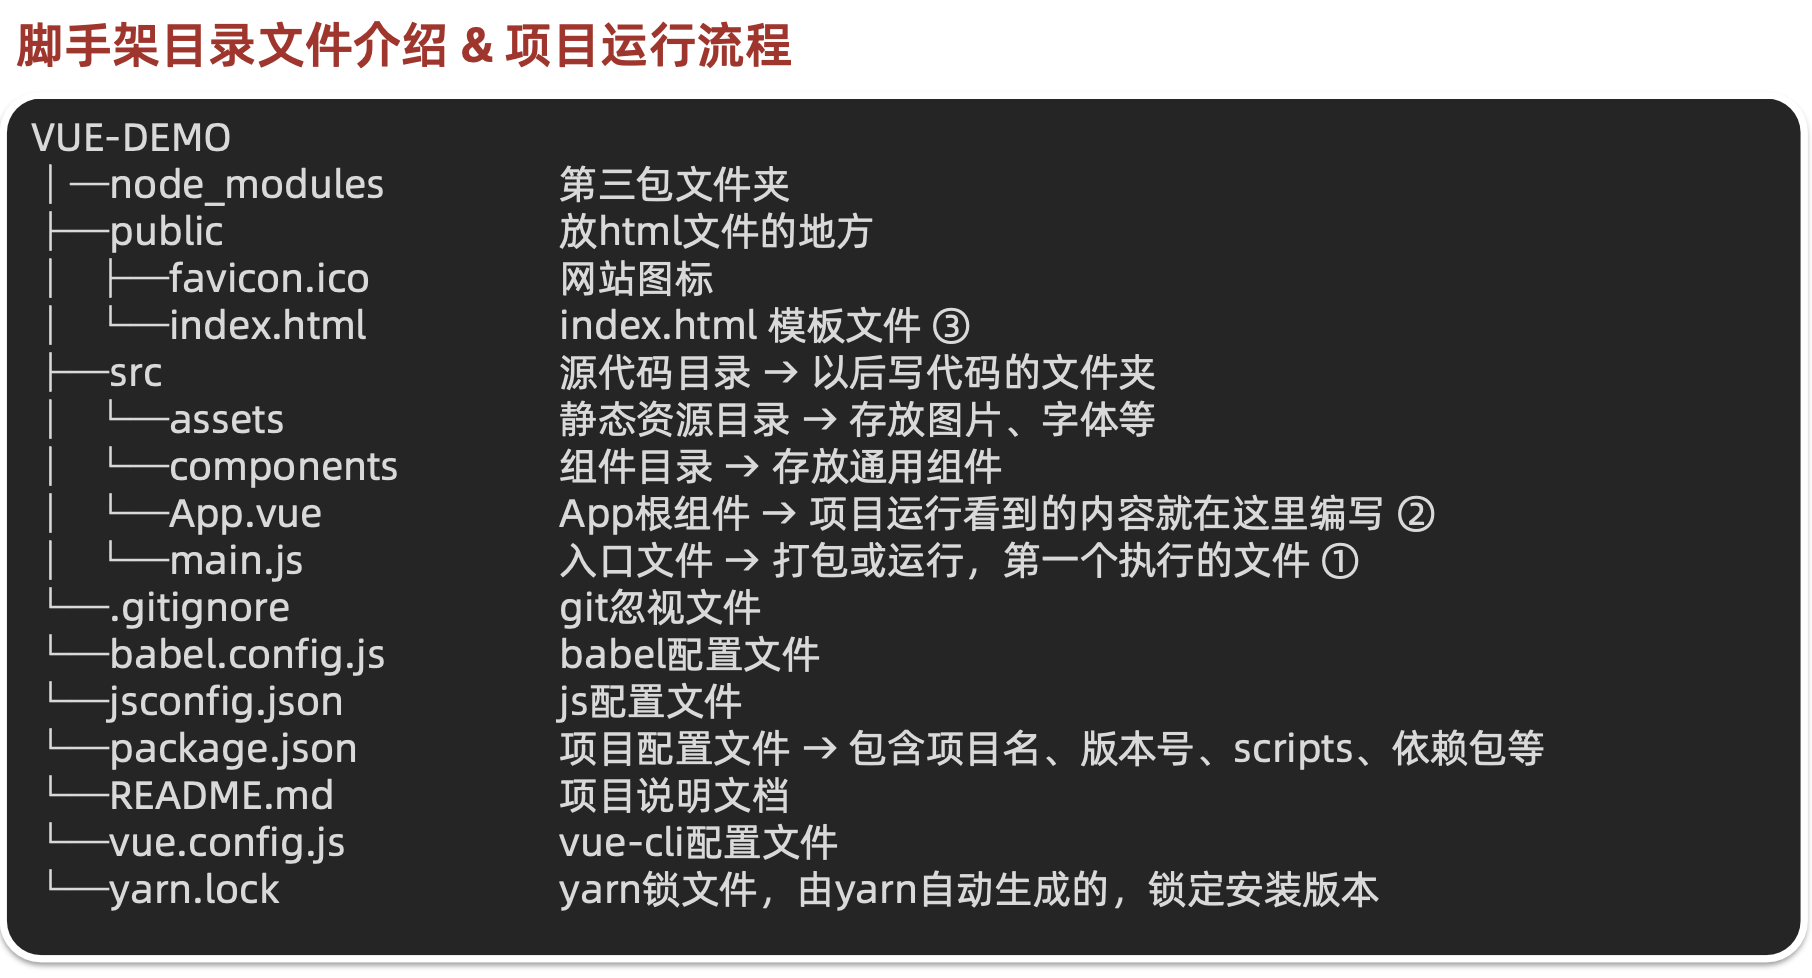 脚手架目录文件介绍 & 项目运行流程
VUE-DEMO
│─node_modules 第三包文件夹
├──public 放html文件的地方
│ ├──favicon.ico 网站图标
│ └──index.html index.html 模板文件 ③
├──src 源代码目录 → 以后写代码的文件夹
│ └──assets 静态资源目录 → 存放图片、字体等
│ └──components 组件目录 → 存放通用组件
│ └──App.vue App根组件 → 项目运行看到的内容就在这里编写 ②
│ └──main.js 入口文件 → 打包或运行，第一个执行的文件 ①
└──.gitignore git忽视文件
└──babel.config.js babel配置文件
└──jsconfig.json js配置文件
└──package.json 项目配置文件 → 包含项目名、版本号、scripts、依赖包等
└──README.md 项目说明文档
└──vue.config.js vue-cli配置文件
└──yarn.lock yarn锁文件，由yarn自动生成的，锁定安装版本